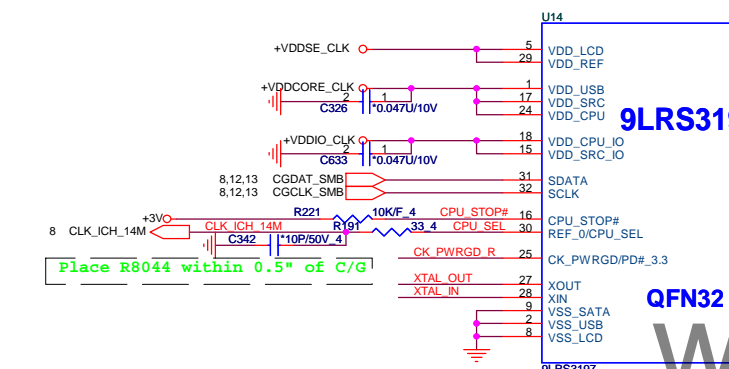 U14
+VDDSE_CLK 5 VDD_LCD
29 VDD_REF
+VDDCORE_CLK 1 VDD_USB
2 1 17 VDD_SRC
C326 *0.047U/10V 24 VDD_CPU
9LRS319
+VDDIO_CLK 18 VDD_CPU_IO
2 1 15 VDD_SRC_IO
C633 *0.047U/10V
8,12,13 CGDAT_SMB 31 SDATA
8,12,13 CGCLK_SMB 32 SCLK
+3V R221 10K/F_4 CPU_STOP# 16 CPU_STOP#
8 CLK_ICH_14M CLK_ICH_14M R191 33_4 CPU_SEL 30 REF_0/CPU_SEL
C342 *10P/50V_4
CK_PWRGD_R 25 CK_PWRGD/PD#_3.3
Place R8044 within 0.5" of C/G
XTAL_OUT 27 XOUT
XTAL_IN 28 XIN
QFN32
9 VSS_SATA
2 VSS_USB
8 VSS_LCD
W
9LRS3197